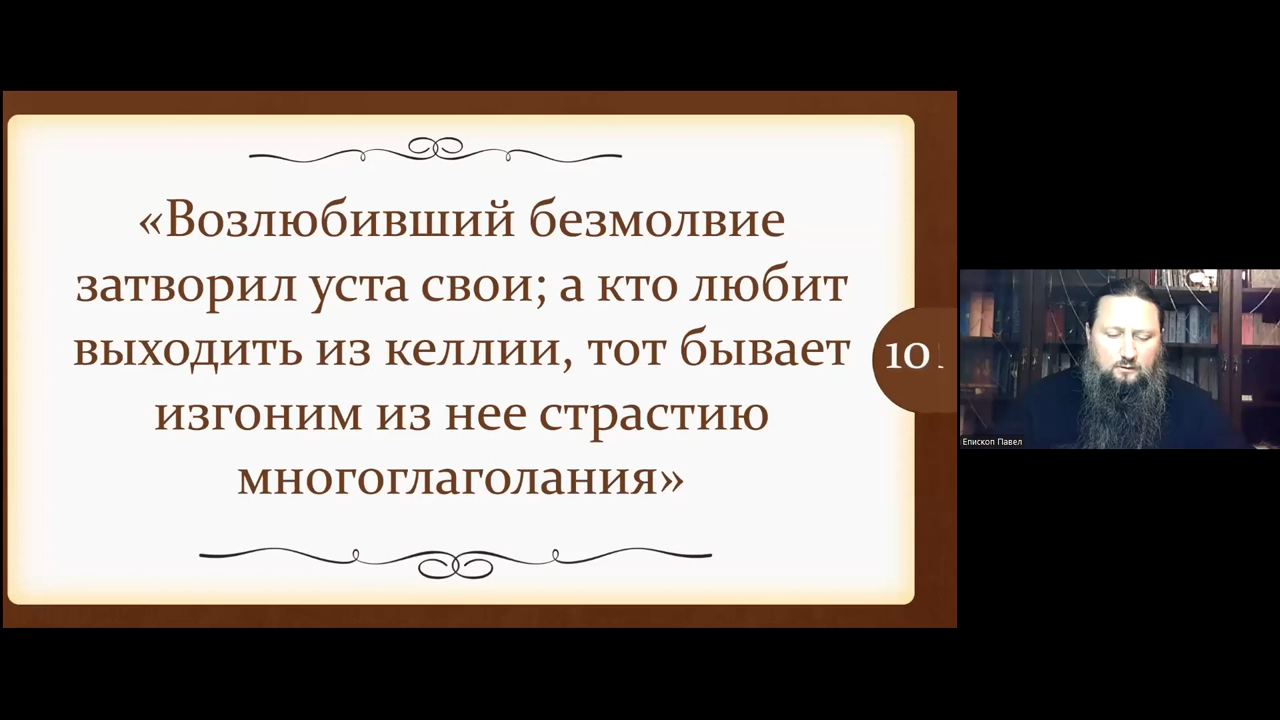 «Возлюбивший безмолвие
затворил уста свои; а кто любит
выходить из келлии, тот бывает
изгоним из нее страстию
многоглаголания»
10
Епископ Павел